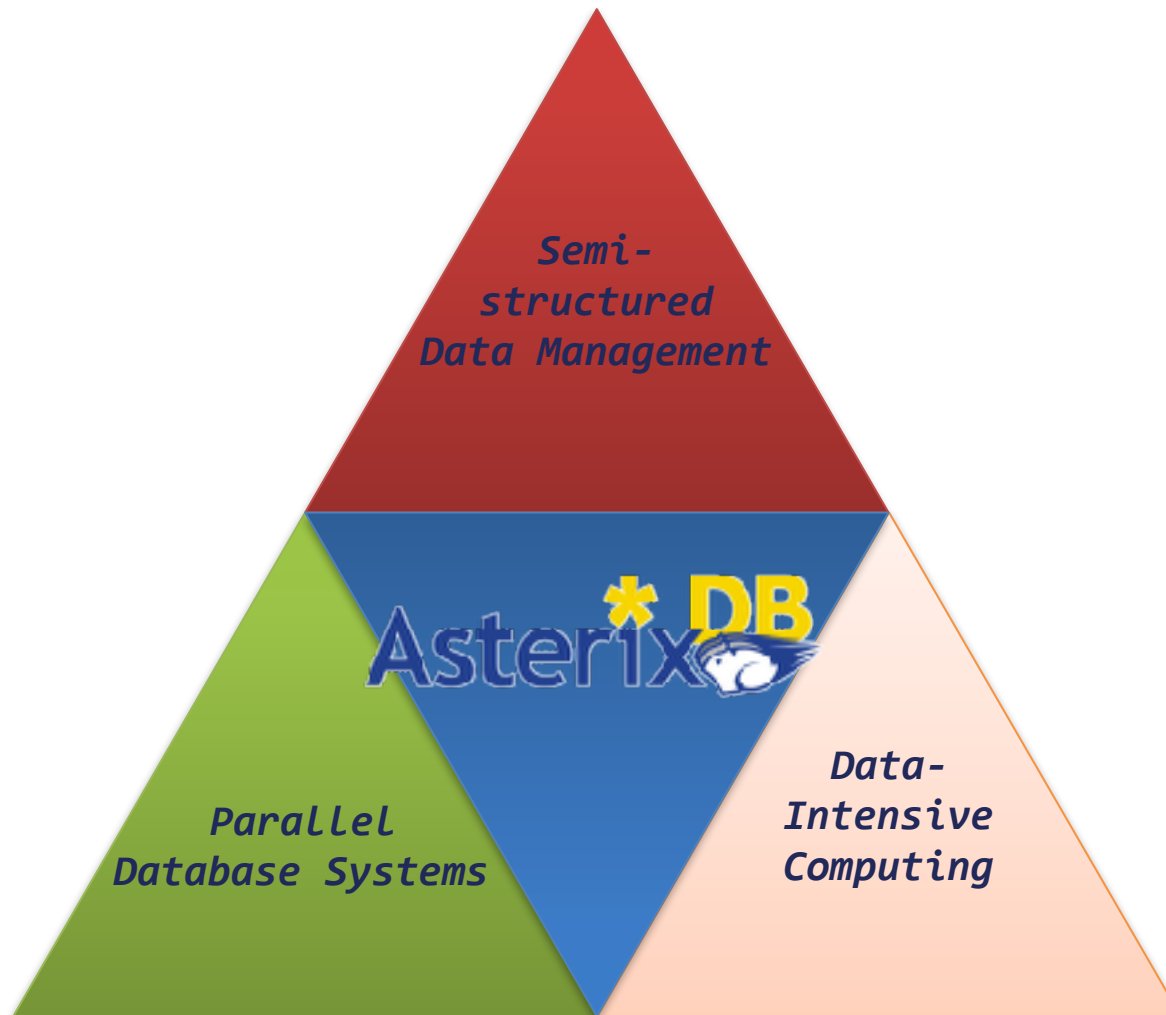 Semi-
structured
Data Management
Asterix*DB
Parallel
Database Systems
Data-
Intensive
Computing